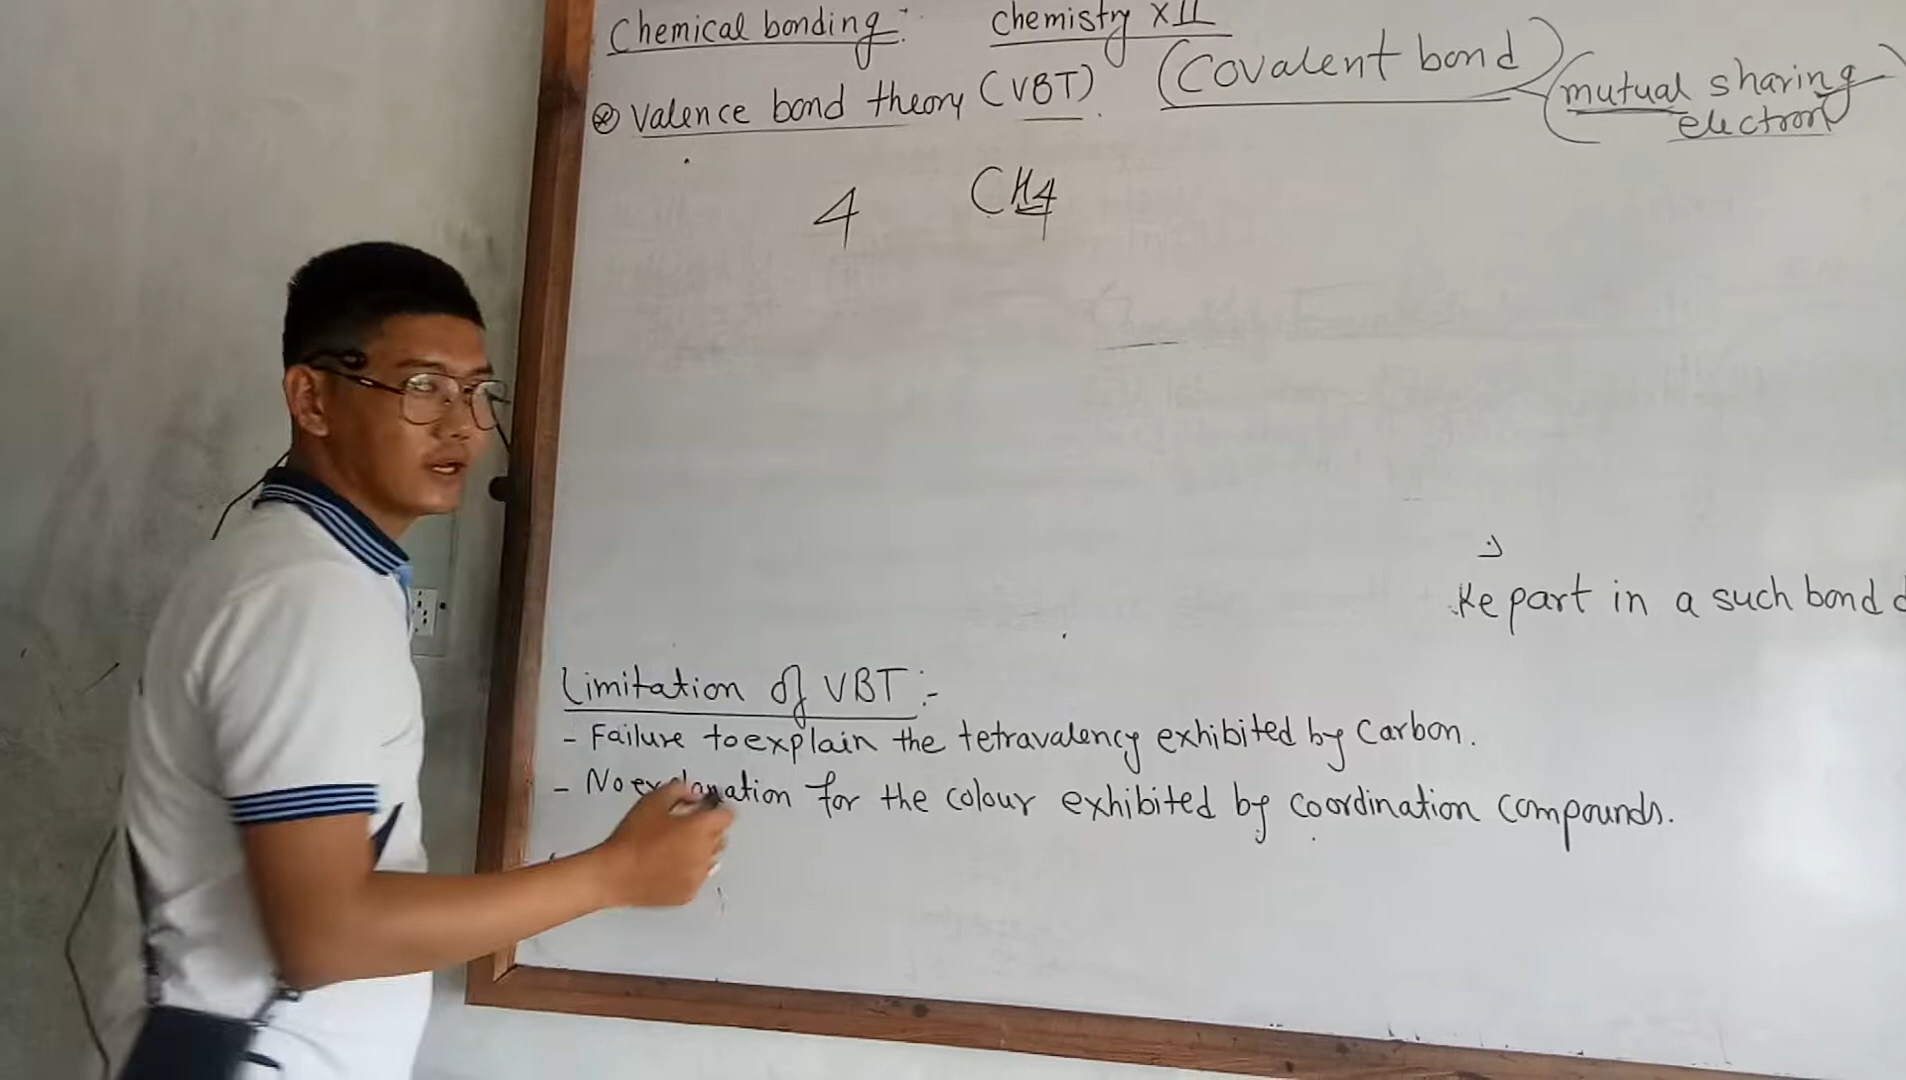 Chemical bonding:
Chemistry XII
Valence bond theory (VBT).
(Covalent bond)
(mutual sharing
electron)
4
CH4
part in a such bond
Limitation of VBT :-
- Failure to explain the tetravalency exhibited by Carbon.
- No explanation for the colour exhibited by coordination compounds.